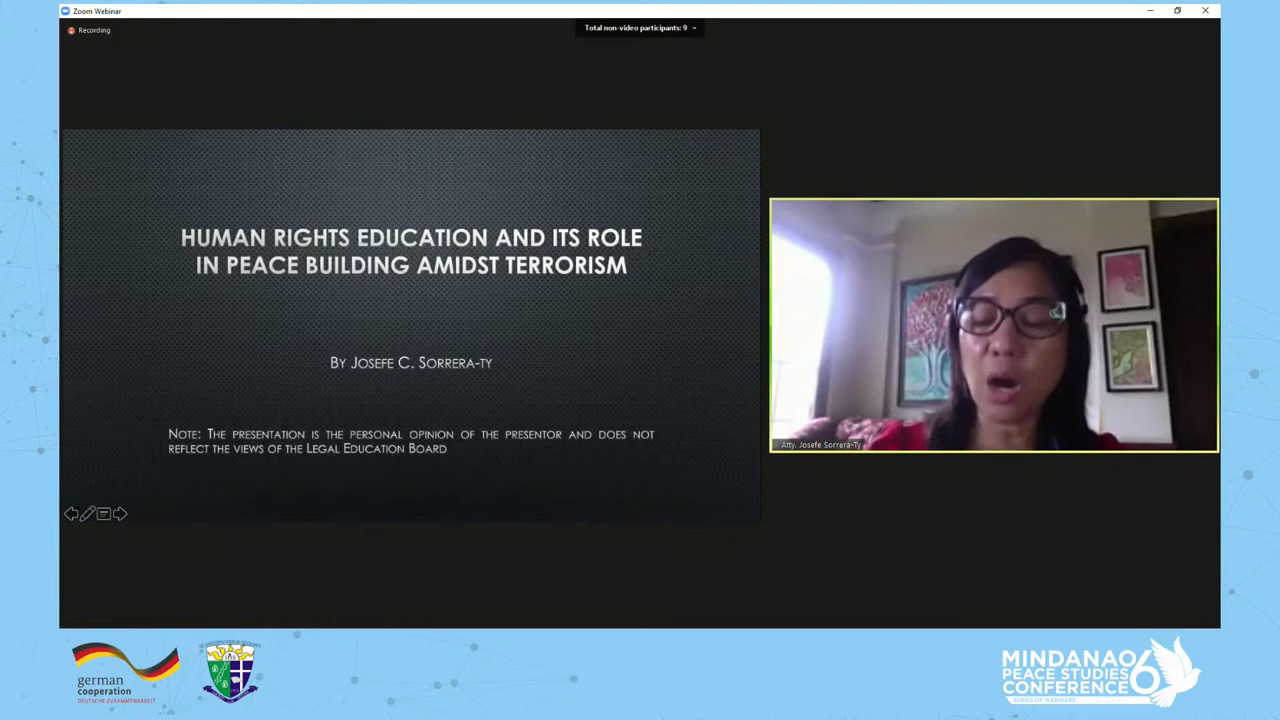 Zoom Webinar
Recording
Total non-video participants: 9
HUMAN RIGHTS EDUCATION AND ITS ROLE
IN PEACE BUILDING AMIDST TERRORISM
BY JOSEFE C. SORRERA-TY
NOTE: THE PRESENTATION IS THE PERSONAL OPINION OF THE PRESENTOR AND DOES NOT
REFLECT THE VIEWS OF THE LEGAL EDUCATION BOARD
Atty. Josefe Sorrera-Ty
german
cooperation
DEUTSCHE ZUSAMMENARBEIT
MINDANAO 6
PEACE STUDIES
CONFERENCE
SERIES OF WEBINARS